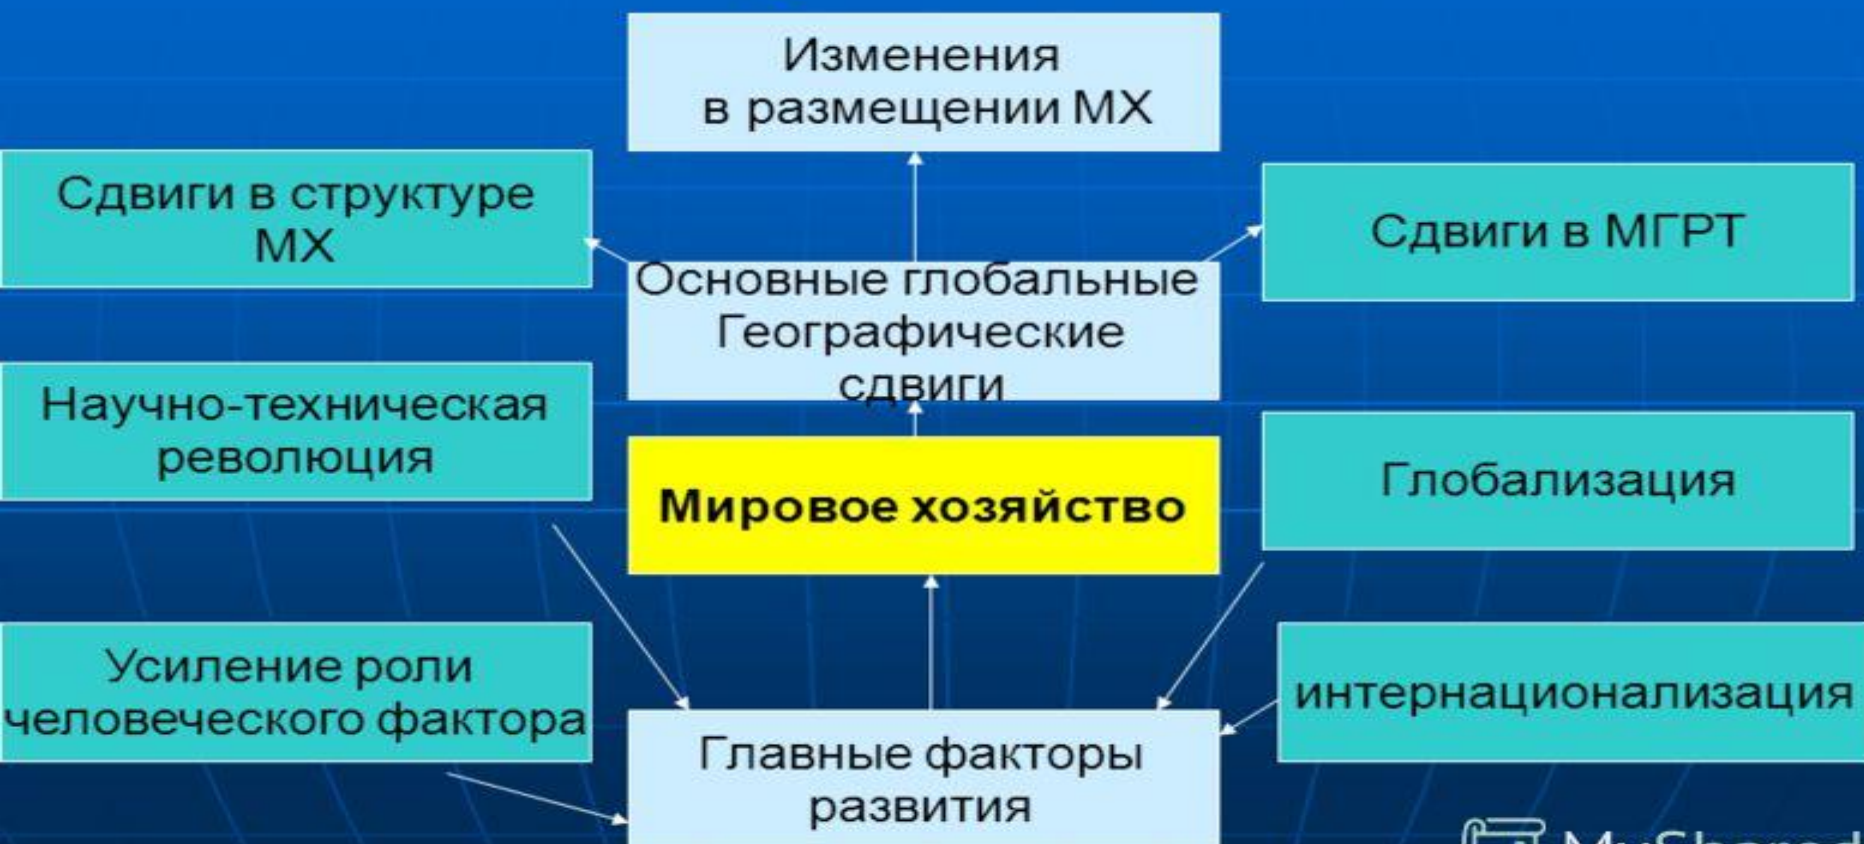 Изменения
в размещении МХ
Сдвиги в структуре
МХ
Сдвиги в МГРТ
Основные глобальные
Географические
сдвиги
Научно-техническая
революция
Мировое хозяйство
Глобализация
Усиление роли
человеческого фактора
интернационализация
Главные факторы
развития
MyShared